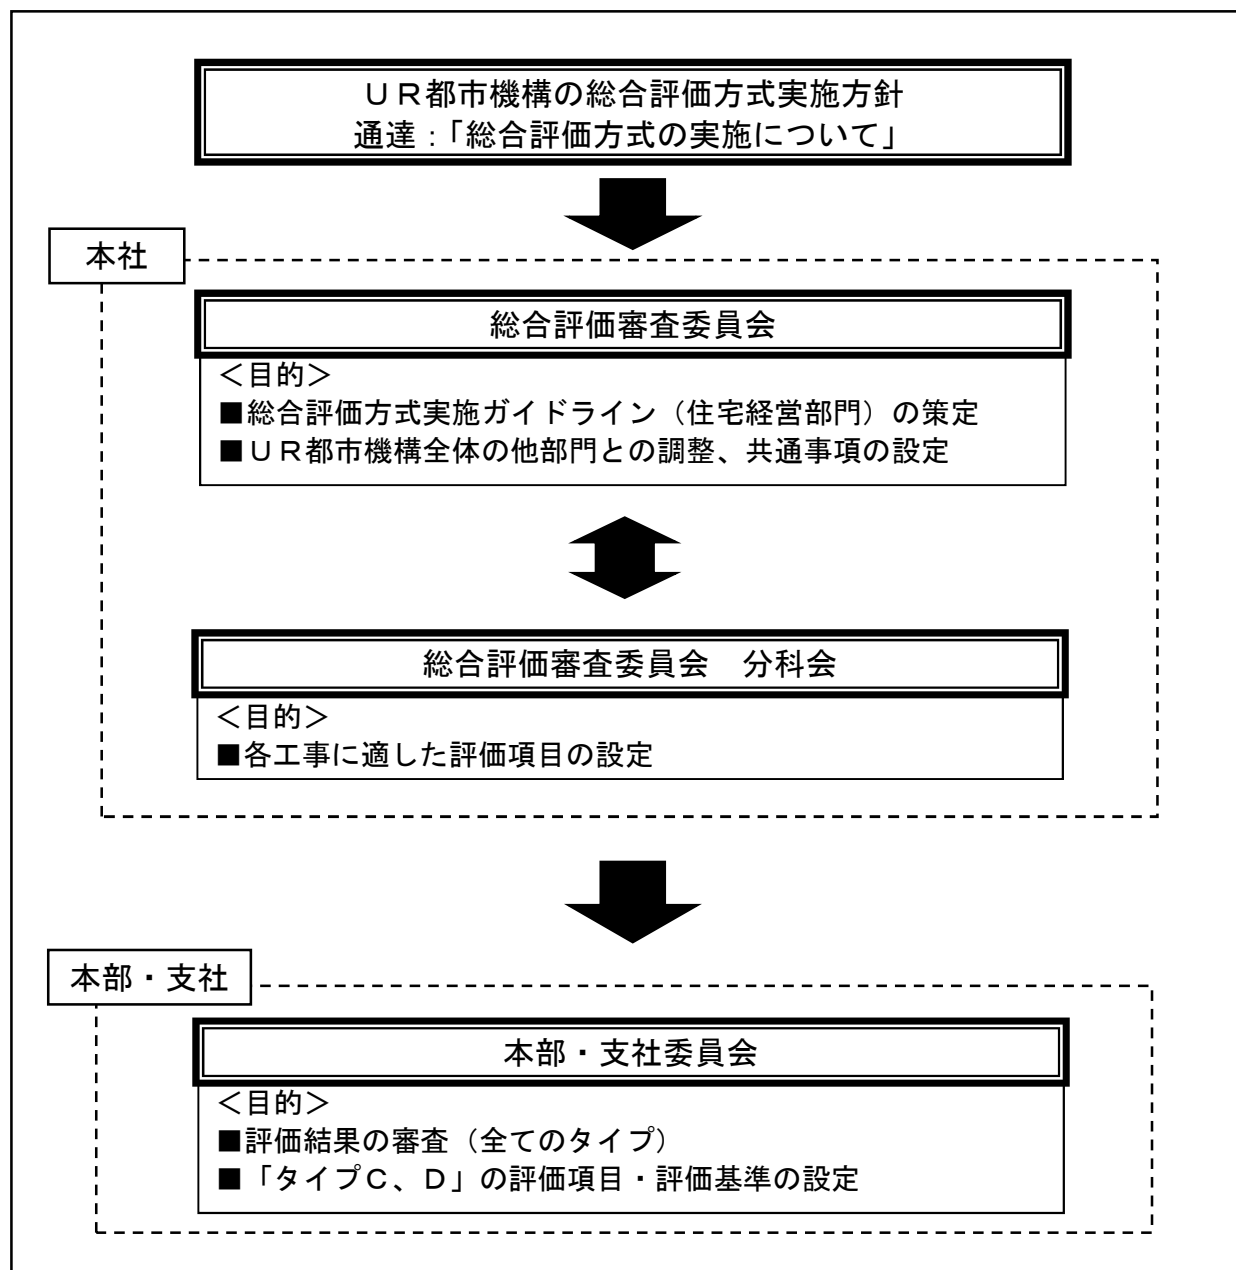 ＵＲ都市機構の総合評価方式実施方針
通達：「総合評価方式の実施について」
本社
総合評価審査委員会
＜目的＞
■総合評価方式実施ガイドライン（住宅経営部門）の策定
■ＵＲ都市機構全体の他部門との調整、共通事項の設定
総合評価審査委員会　分科会
＜目的＞
■各工事に適した評価項目の設定
本部・支社
本部・支社委員会
＜目的＞
■評価結果の審査（全てのタイプ）
■「タイプＣ、Ｄ」の評価項目・評価基準の設定